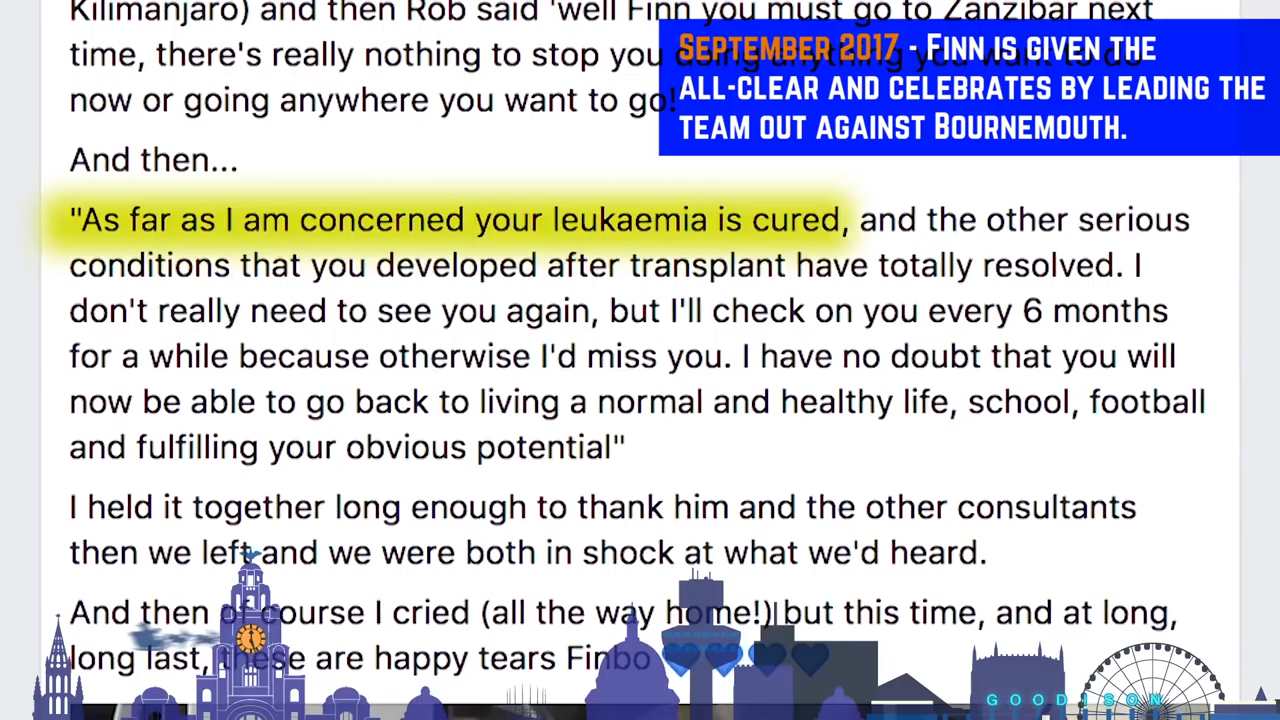 Kilimanjaro) and then Rob said 'well Finn you must go to Zanzibar next
time, there's really nothing to stop you doing anything you want to do
now or going anywhere you want to go!
September 2017 - Finn is given the
all-clear and celebrates by leading the
team out against Bournemouth.
And then...
"As far as I am concerned your leukaemia is cured, and the other serious
conditions that you developed after transplant have totally resolved. I
don't really need to see you again, but I'll check on you every 6 months
for a while because otherwise I'd miss you. I have no doubt that you will
now be able to go back to living a normal and healthy life, school, football
and fulfilling your obvious potential"
I held it together long enough to thank him and the other consultants
then we left and we were both in shock at what we'd heard.
And then of course I cried (all the way home!) but this time, and at long,
long last, these are happy tears Finbo 💙💙💙💙
GOODISON